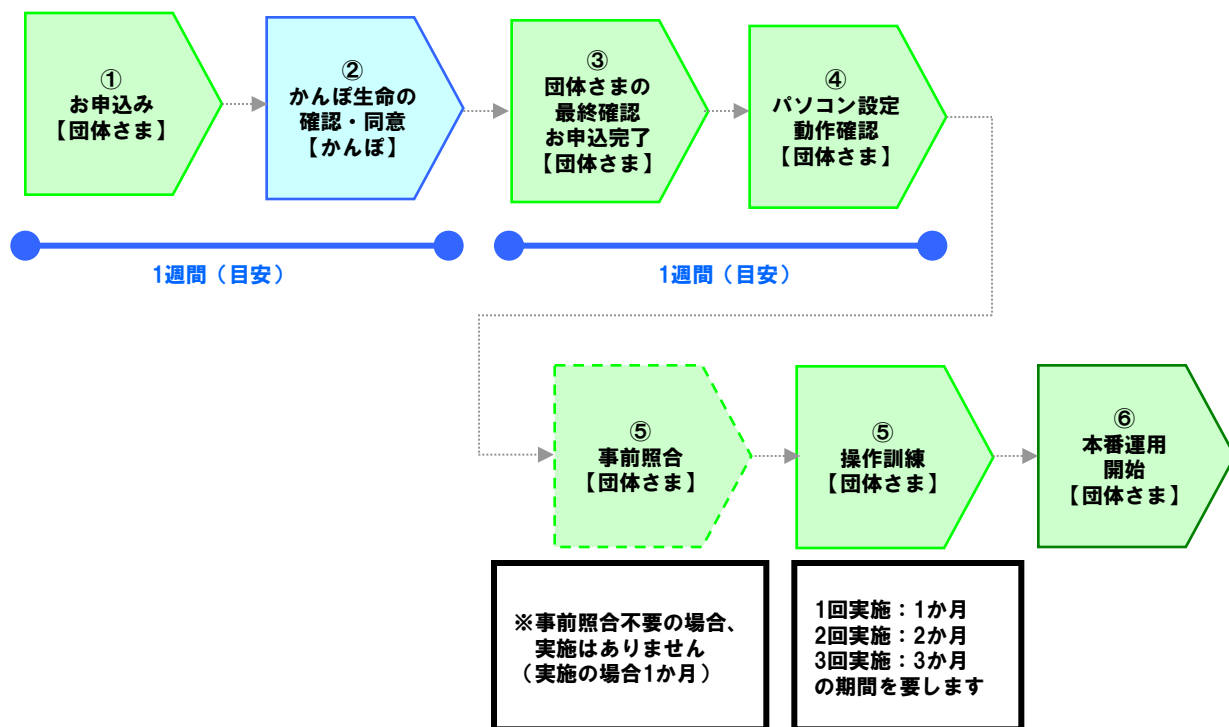 ①
お申込み
【団体さま】
②
かんぽ生命の
確認・同意
【かんぽ】
③
団体さまの
最終確認
お申込完了
【団体さま】
④
パソコン設定
動作確認
【団体さま】
1週間（目安）
1週間（目安）
⑤
事前照合
【団体さま】
⑤
操作訓練
【団体さま】
⑥
本番運用
開始
【団体さま】
※事前照合不要の場合、
実施はありません
（実施の場合1か月）
1回実施：1か月
2回実施：2か月
3回実施：3か月
の期間を要します